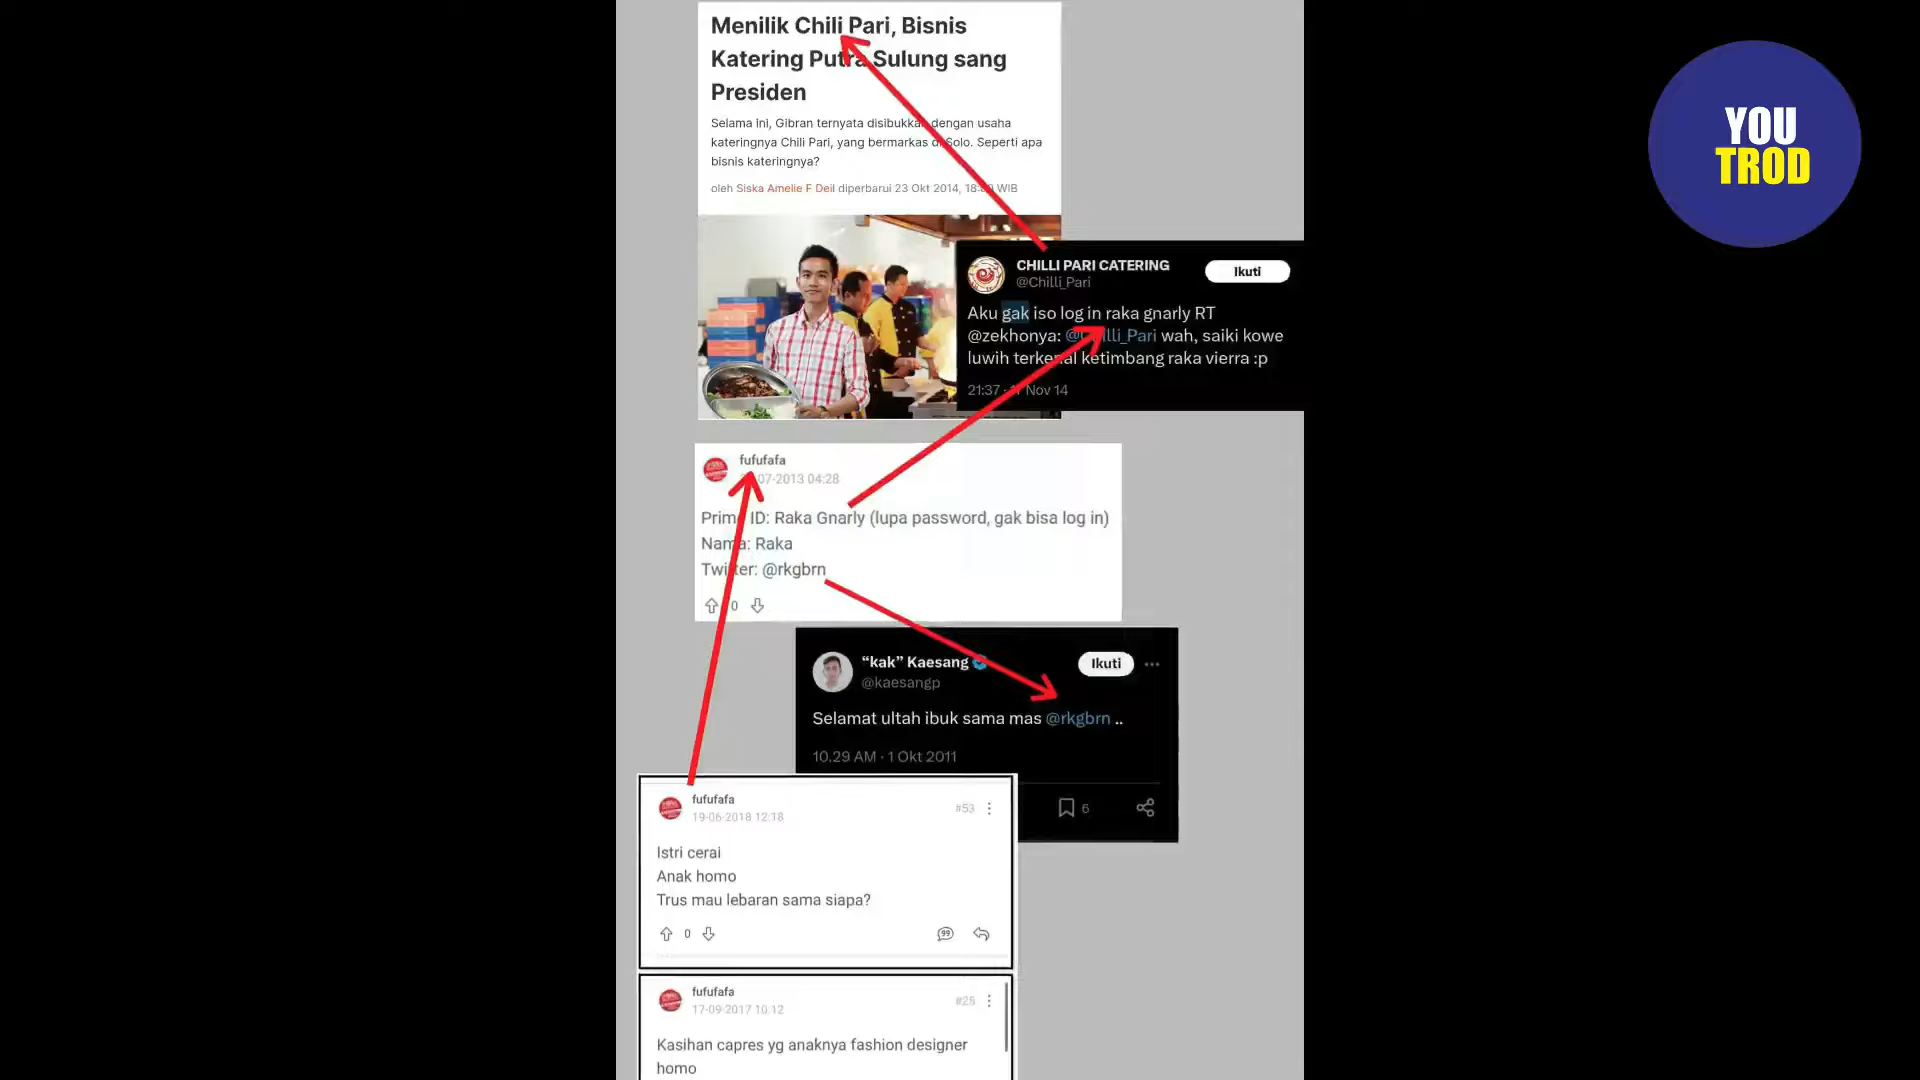 Menilik Chili Pari, Bisnis
Katering Putra Sulung sang
Presiden
Selama ini, Gibran ternyata disibukkan dengan usaha
kateringnya Chili Pari, yang bermarkas di Solo. Seperti apa
bisnis kateringnya?
oleh Siska Amelie F Deil diperbarui 23 Okt 2014, WIB
YOU
TROD
CHILLI PARI CATERING
@Chilli_Pari
Ikuti
Aku gak iso log in raka gnarly RT
@zekhonya: @Chilli_Pari wah, saiki kowe
luwih terkenal ketimbang raka vierra :p
21:37 · Nov 14
fufufafa
07-2013 04:28
Prime ID: Raka Gnarly (lupa password, gak bisa log in)
Nama: Raka
Twitter: @rkgbrn
0
“kak” Kaesang
@kaesangp
Ikuti
Selamat ultah ibuk sama mas @rkgbrn ..
10.29 AM · 1 Okt 2011
6
fufufafa
19-06-2018 12:18
#53
Istri cerai
Anak homo
Trus mau lebaran sama siapa?
0
fufufafa
17-09-2017 10:12
#25
Kasihan capres yg anaknya fashion designer
homo